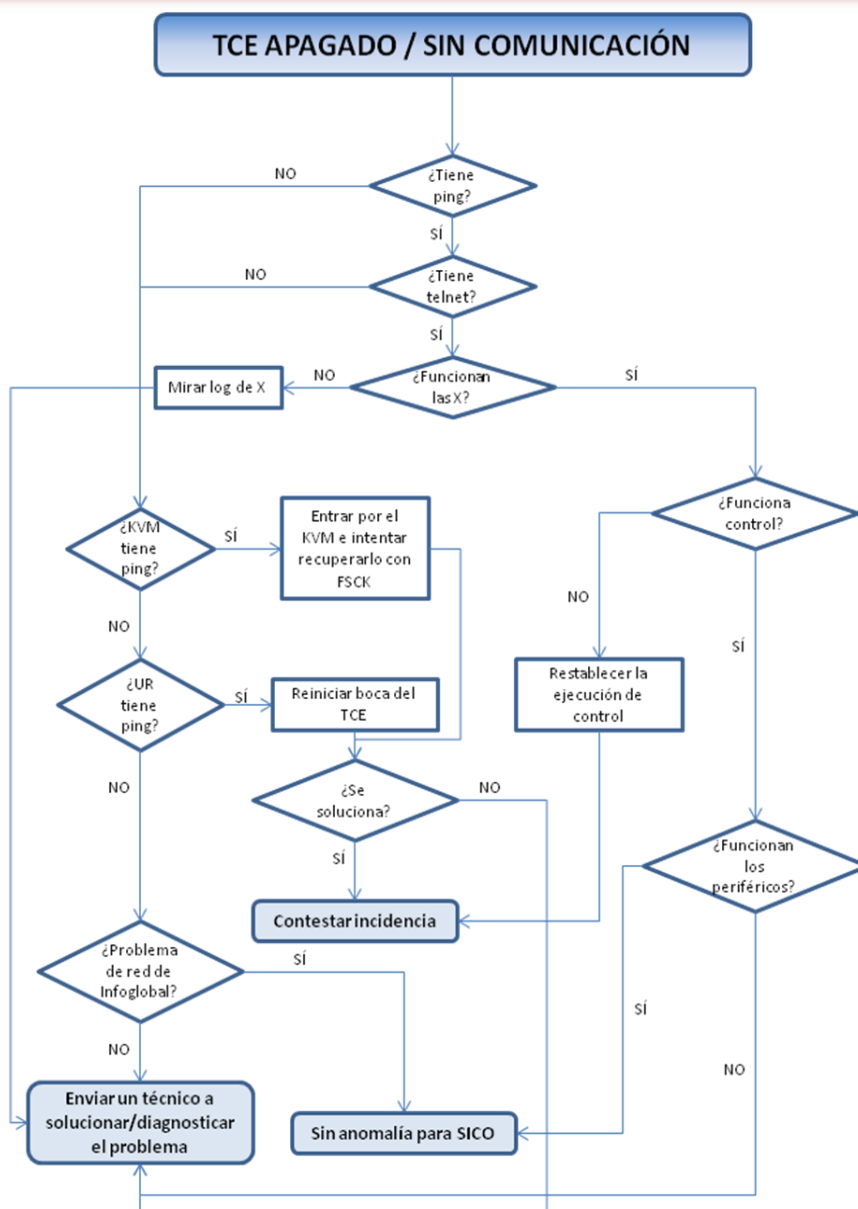 TCE APAGADO / SIN COMUNICACIÓN
¿Tiene
ping?
NO
SÍ
¿Tiene
telnet?
NO
SÍ
¿Funcionan
las X?
NO
Mirar log de X
SÍ
¿Funciona
control?
¿KVM
tiene
ping?
SÍ
Entrar por el
KVM e intentar
recuperarlo con
FSCK
NO
NO
SÍ
¿UR
tiene
ping?
SÍ
Reiniciar boca del
TCE
Restablecer la
ejecución de
control
NO
¿Se
soluciona?
NO
SÍ
¿Funcionan
los
periféricos?
Contestar incidencia
¿Problema
de red de
Infoglobal?
SÍ
SÍ
NO
NO
Enviar un técnico a
solucionar/diagnosticar
el problema
Sin anomalía para SICO